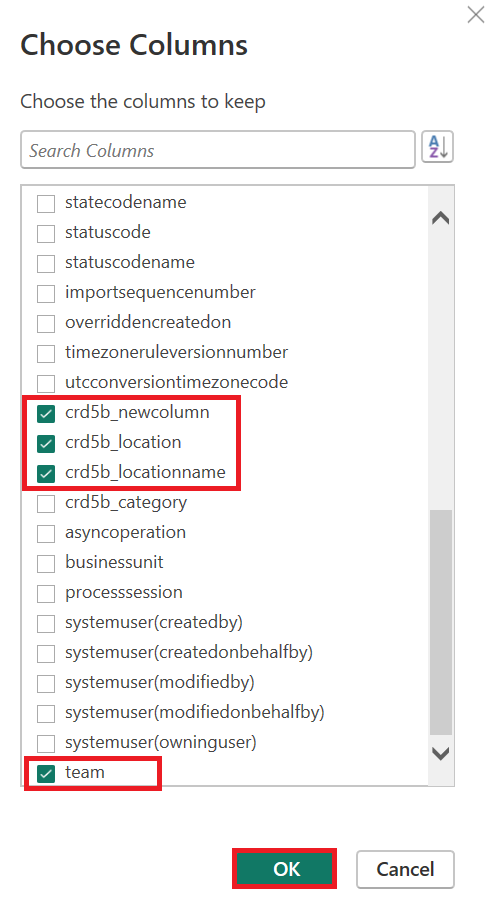 Choose Columns
Choose the columns to keep
Search Columns
statecodename
statuscode
statuscodename
importsequencenumber
overriddencreatedon
timezoneruleversionnumber
utcconversiontimezonecode
crd5b_newcolumn
crd5b_location
crd5b_locationname
crd5b_category
asyncoperation
businessunit
processsession
systemuser(createdby)
systemuser(createdonbehalfby)
systemuser(modifiedby)
systemuser(modifiedonbehalfby)
systemuser(owninguser)
team
OK Cancel